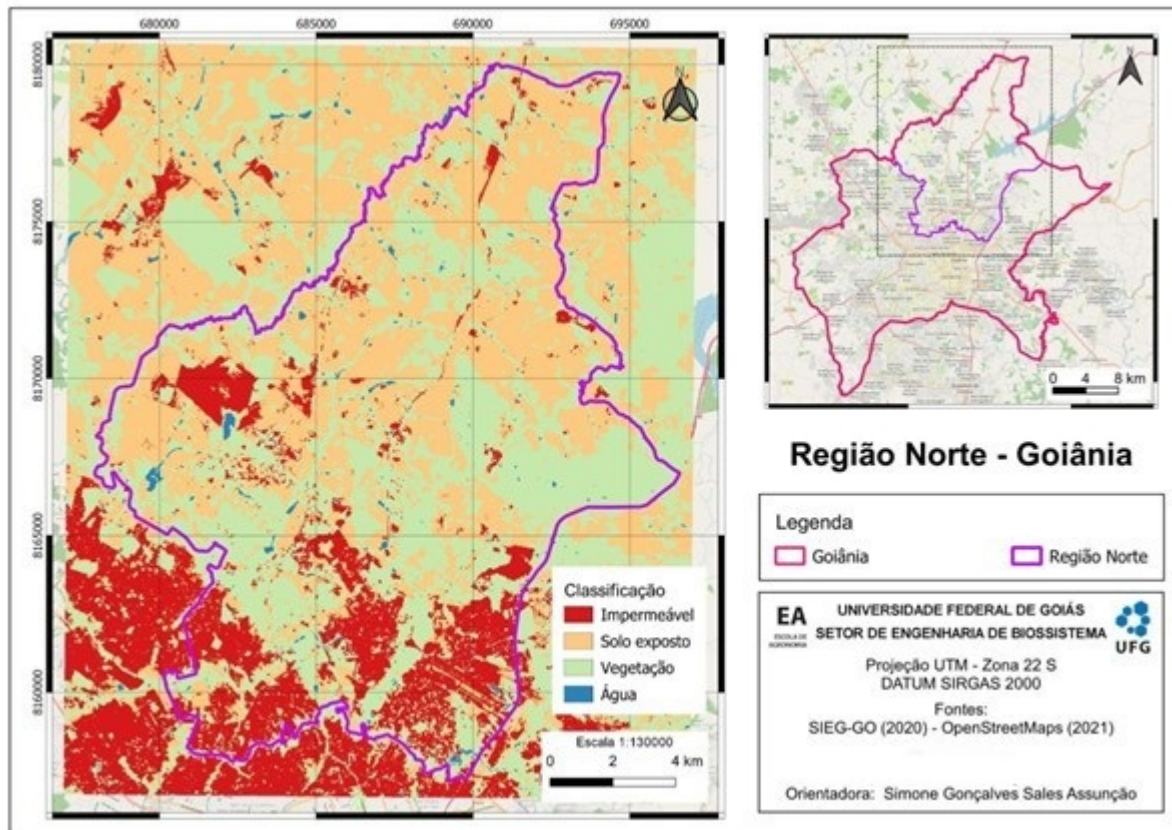 680000 685000 690000 695000
8180000
8175000
8170000
8165000
8160000
N
Classificação
Impermeável
Solo exposto
Vegetação
Água
Escala 1:130000
0 2 4 km
N
0 4 8 km
Região Norte - Goiânia
Legenda
Goiânia Região Norte
EA
ESCOLA DE
AGRONOMIA
UNIVERSIDADE FEDERAL DE GOIÁS
SETOR DE ENGENHARIA DE BIOSSISTEMA
UFG
Projeção UTM - Zona 22 S
DATUM SIRGAS 2000
Fontes:
SIEG-GO (2020) - OpenStreetMaps (2021)
Orientadora: Simone Gonçalves Sales Assunção